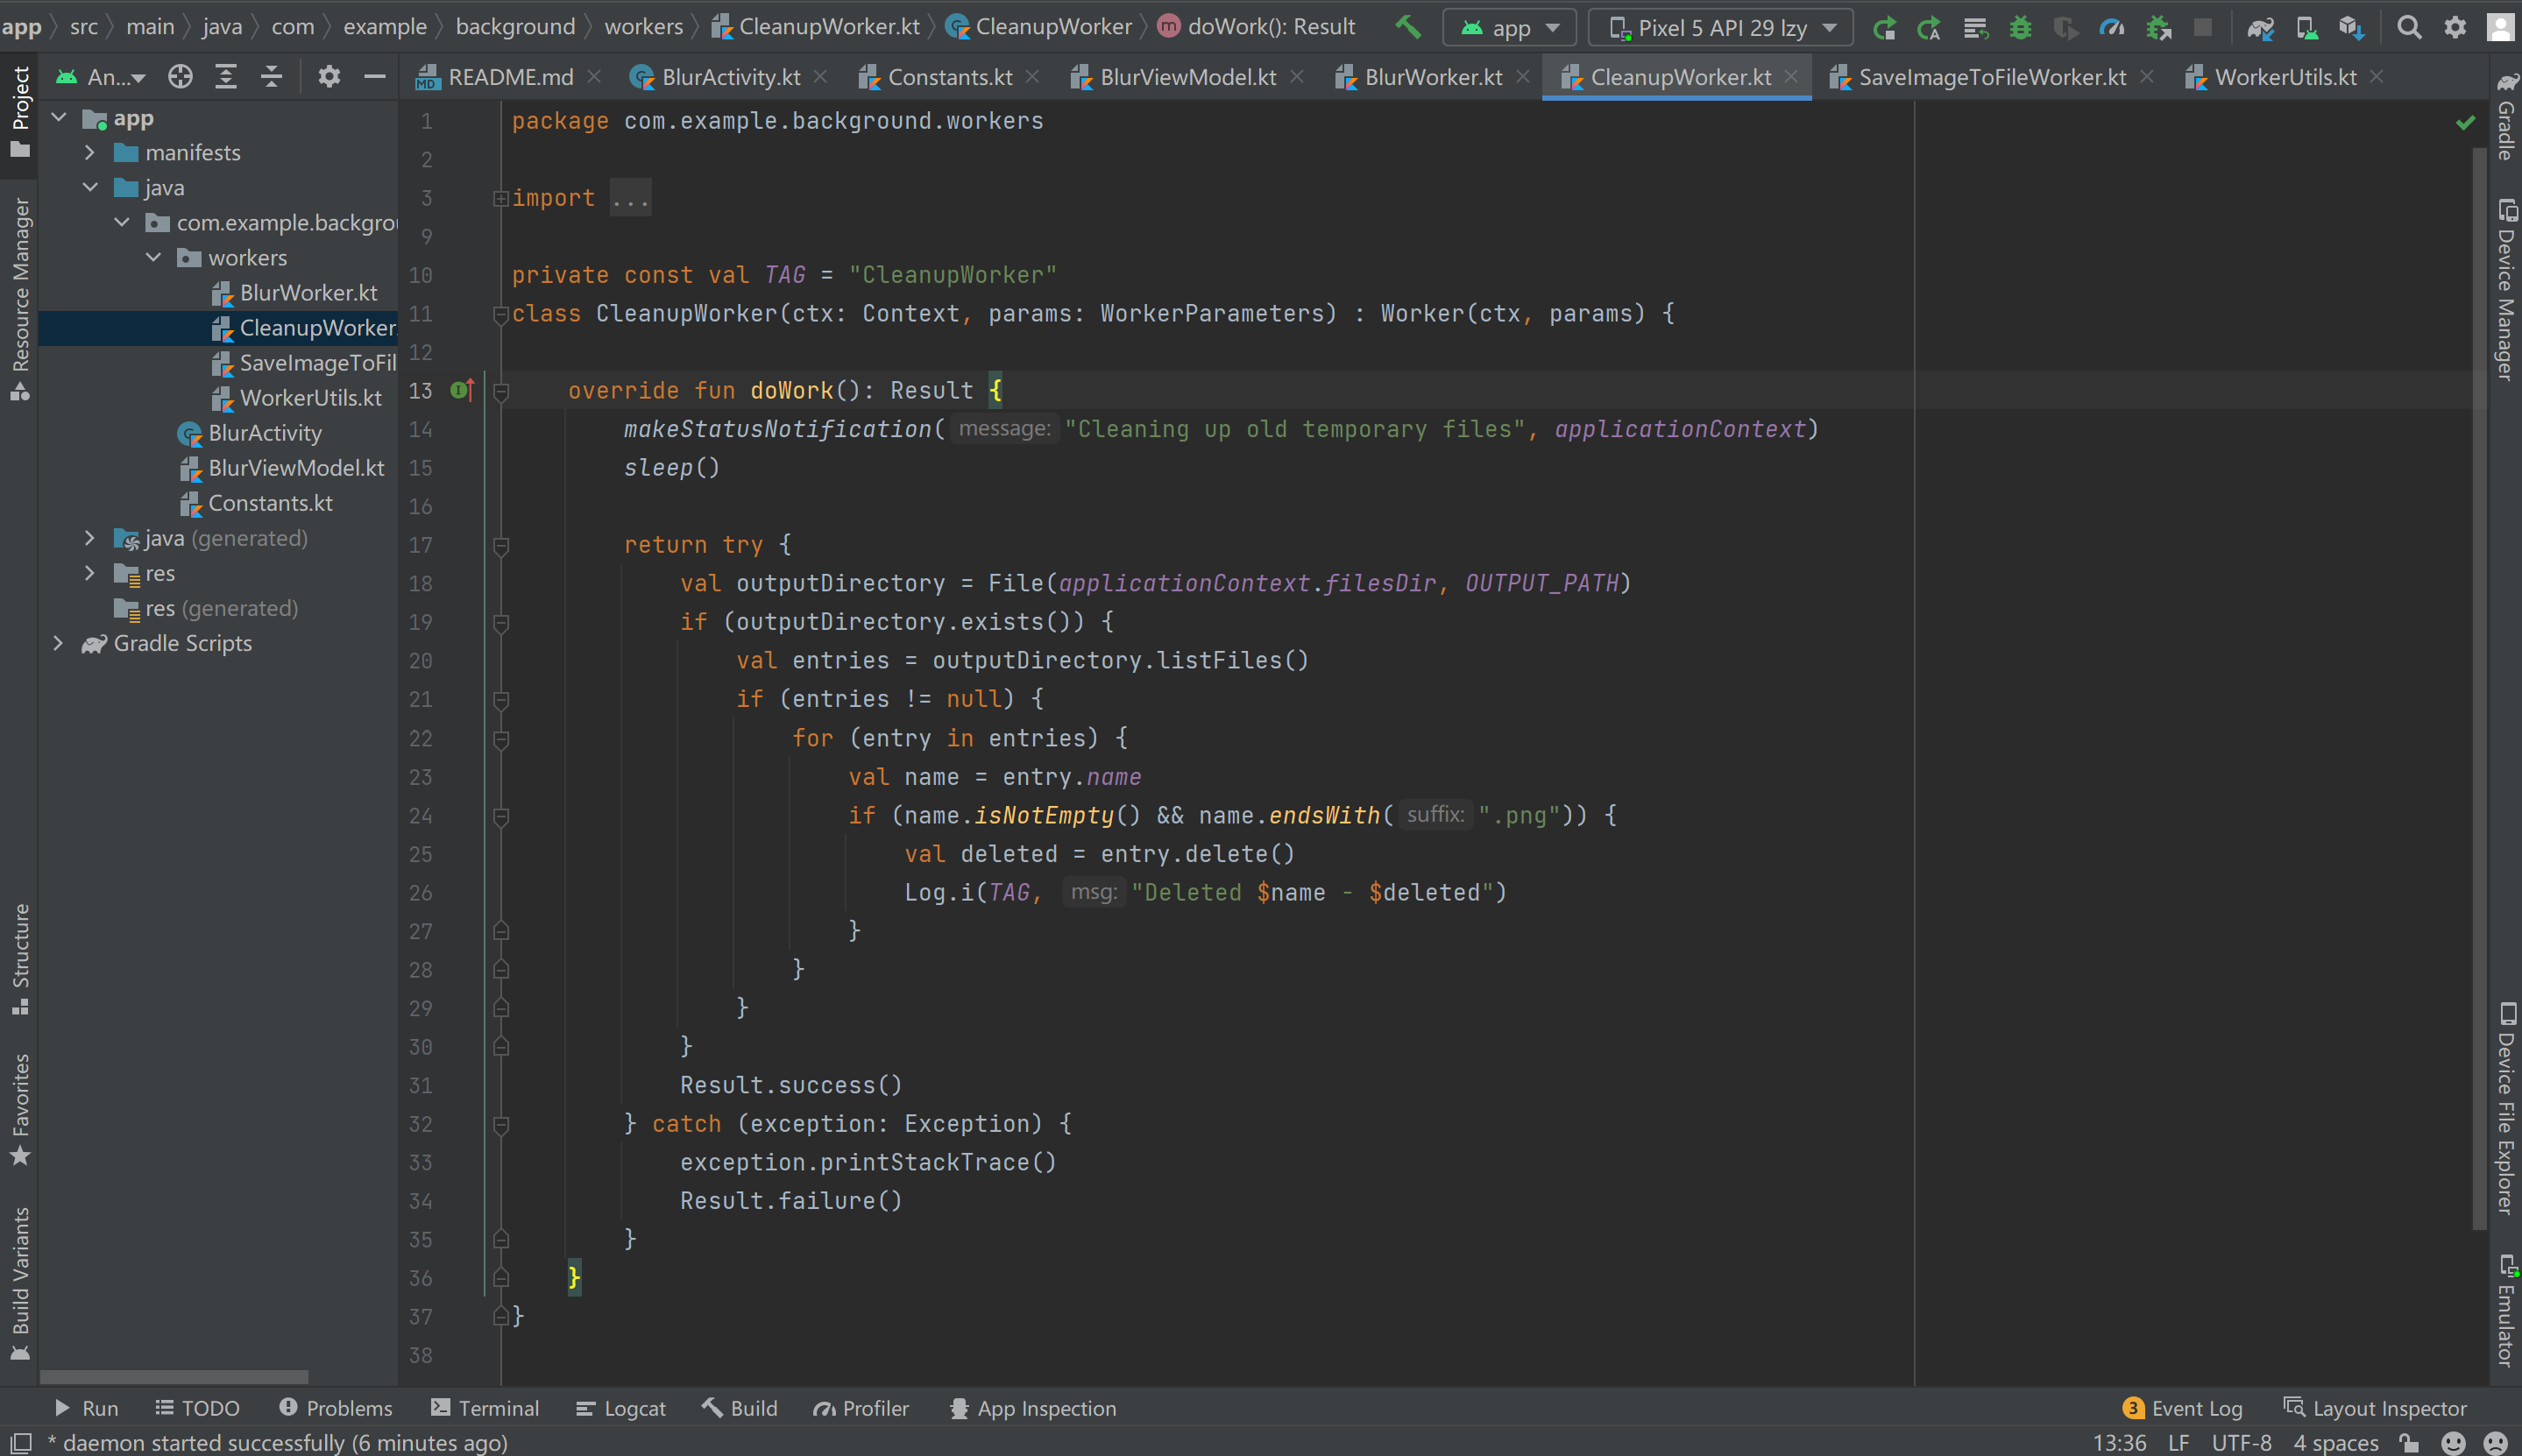 app src main java com example background workers CleanupWorker.kt CleanupWorker m doWork(): Result app Pixel 5 API 29 lzy
An... README.md BlurActivity.kt Constants.kt BlurViewModel.kt BlurWorker.kt CleanupWorker.kt SaveImageToFileWorker.kt WorkerUtils.kt
Project
Resource Manager
Structure
Favorites
Build Variants
app
manifests
java
com.example.backgrou
workers
BlurWorker.kt
CleanupWorker.
SaveImageToFil
WorkerUtils.kt
BlurActivity
BlurViewModel.kt
Constants.kt
java (generated)
res
res (generated)
Gradle Scripts
1 package com.example.background.workers
2
3 import ...
9
10 private const val TAG = "CleanupWorker"
11 class CleanupWorker(ctx: Context, params: WorkerParameters) : Worker(ctx, params) {
12
13 override fun doWork(): Result {
14 makeStatusNotification( message: "Cleaning up old temporary files", applicationContext)
15 sleep()
16
17 return try {
18 val outputDirectory = File(applicationContext.filesDir, OUTPUT_PATH)
19 if (outputDirectory.exists()) {
20 val entries = outputDirectory.listFiles()
21 if (entries != null) {
22 for (entry in entries) {
23 val name = entry.name
24 if (name.isNotEmpty() && name.endsWith( suffix: ".png")) {
25 val deleted = entry.delete()
26 Log.i(TAG, msg: "Deleted $name - $deleted")
27 }
28 }
29 }
30 }
31 Result.success()
32 } catch (exception: Exception) {
33 exception.printStackTrace()
34 Result.failure()
35 }
36 }
37 }
38
Gradle
Device Manager
Device File Explorer
Emulator
Run TODO Problems Terminal Logcat Build Profiler App Inspection 3 Event Log Layout Inspector
* daemon started successfully (6 minutes ago) 13:36 LF UTF-8 4 spaces